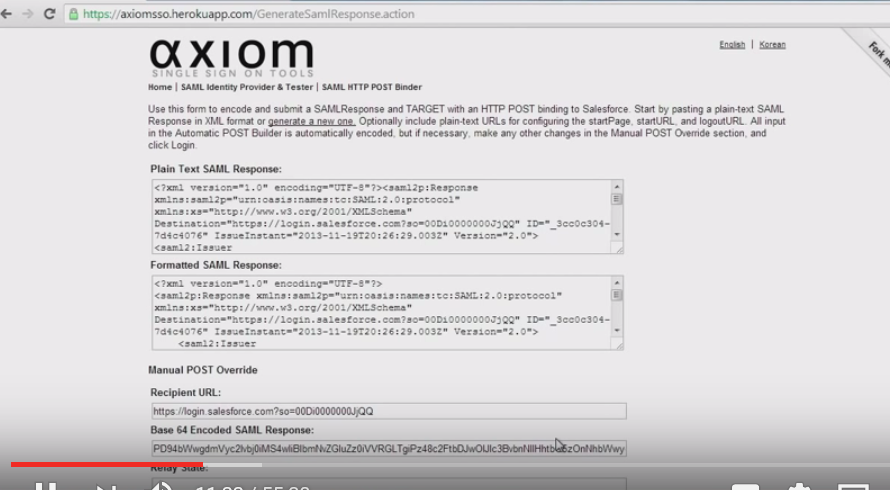 https://axiomsso.herokuapp.com/GenerateSamlResponse.action
axiom
SINGLE SIGN ON TOOLS
English | Korean
Fork m
Home | SAML Identity Provider & Tester | SAML HTTP POST Binder
Use this form to encode and submit a SAMLResponse and TARGET with an HTTP POST binding to Salesforce. Start by pasting a plain-text SAML
Response in XML format or generate a new one. Optionally include plain-text URLs for configuring the startPage, startURL, and logoutURL. All input
in the Automatic POST Builder is automatically encoded, but if necessary, make any other changes in the Manual POST Override section, and
click Login.
Plain Text SAML Response:
<?xml version="1.0" encoding="UTF-8"?><saml2p:Response
xmlns:saml2p="urn:oasis:names:tc:SAML:2.0:protocol"
xmlns:xs="http://www.w3.org/2001/XMLSchema"
Destination="https://login.salesforce.com?so=00Di0000000JjQQ" ID="_3cc0c304-
7d4c4076" IssueInstant="2013-11-19T20:26:29.003Z" Version="2.0">
<saml2:Issuer
Formatted SAML Response:
<?xml version="1.0" encoding="UTF-8"?>
<saml2p:Response xmlns:saml2p="urn:oasis:names:tc:SAML:2.0:protocol"
xmlns:xs="http://www.w3.org/2001/XMLSchema"
Destination="https://login.salesforce.com?so=00Di0000000JjQQ" ID="_3cc0c304-
7d4c4076" IssueInstant="2013-11-19T20:26:29.003Z" Version="2.0">
<saml2:Issuer
Manual POST Override
Recipient URL:
https://login.salesforce.com?so=00Di0000000JjQQ
Base 64 Encoded SAML Response:
Relay State: